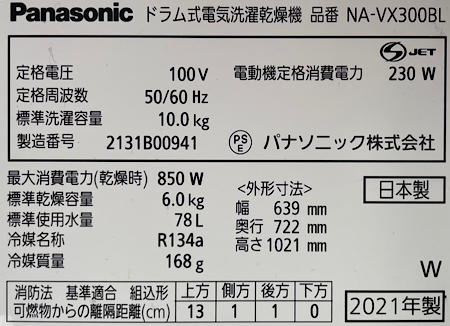 Panasonic ドラム式電気洗濯乾燥機 品番 NA-VX300BL
S JET
定格電圧 100V 電動機定格消費電力 230 W
定格周波数 50/60 Hz
標準洗濯容量 10.0 kg
製造番号 2131B00941 PSE パナソニック株式会社
最大消費電力(乾燥時) 850 W
標準乾燥容量 6.0 kg
標準使用水量 78L
冷媒名称 R134a
冷媒質量 168 g
<外形寸法>
幅 639 mm
奥行 722 mm
高さ 1021 mm
日本製
W
消防法 基準適合 組込形 上方 側方 後方 下方
可燃物からの離隔距離(cm) 13 1 1 0
2021年製